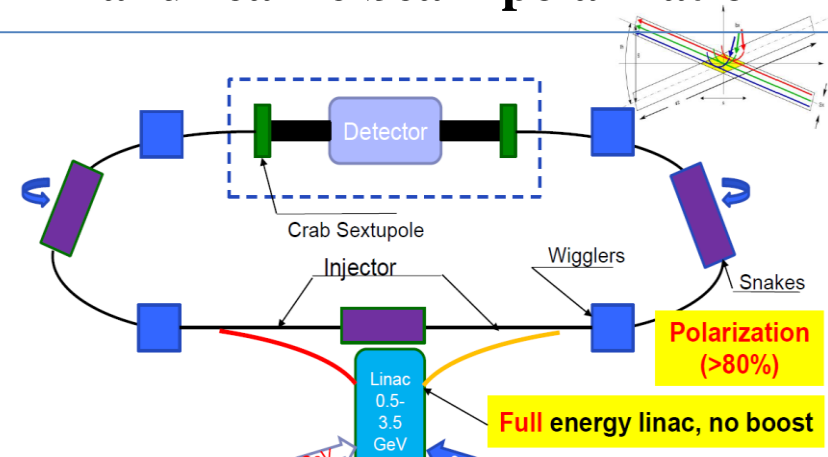 Detector
Crab Sextupole
Injector
Wigglers
Snakes
Polarization
(>80%)
Linac
0.5-
3.5
GeV
Full energy linac, no boost